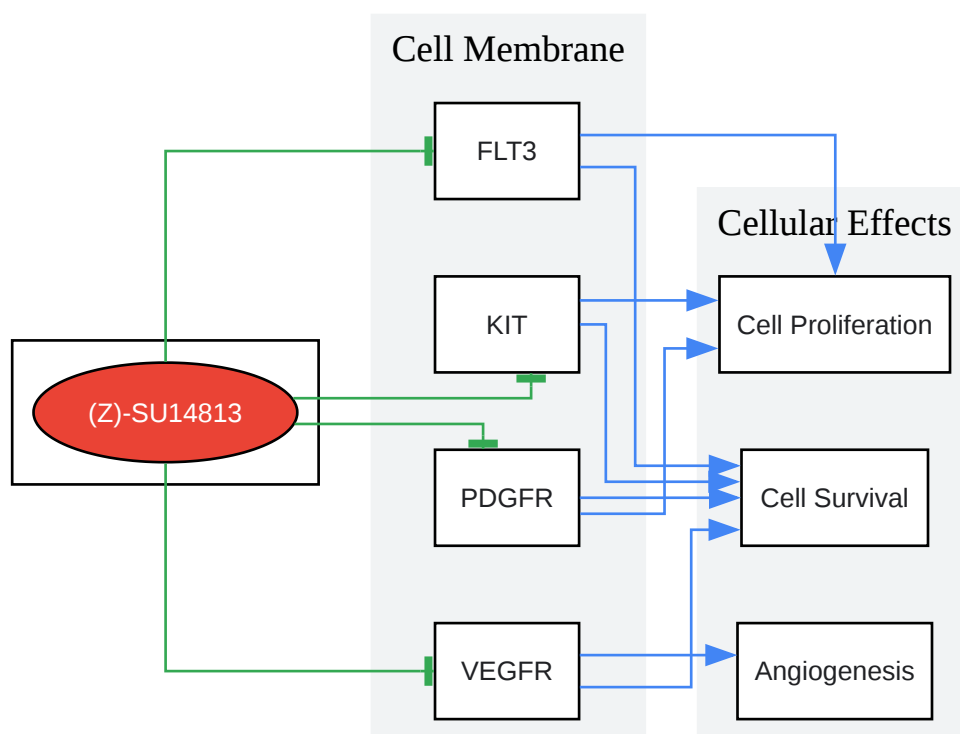 Cell Membrane
FLT3
Cellular Effects
KIT
Cell Proliferation
(Z)-SU14813
PDGFR
Cell Survival
VEGFR
Angiogenesis